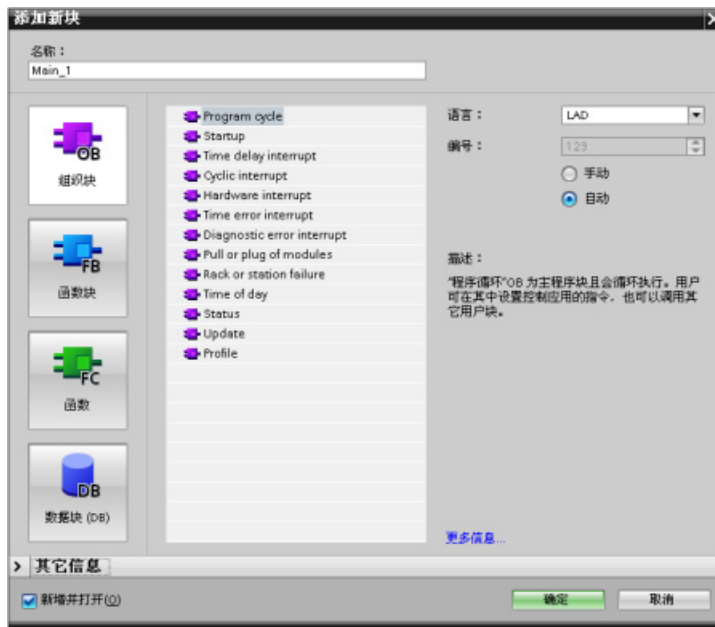 添加新块
名称：
Main_1
OB
组织块
FB
函数块
FC
函数
DB
数据块 (DB)
Program cycle
Startup
Time delay interrupt
Cyclic interrupt
Hardware interrupt
Time error interrupt
Diagnostic error interrupt
Pull or plug of modules
Rack or station failure
Time of day
Status
Update
Profile
语言：
LAD
编号：
123
手动
自动
描述：
“程序循环”OB 为主程序块且会循环执行。用户
可在其中设置控制应用的指令，也可以调用其
它用户块。
更多信息...
其它信息
新增并打开(O)
确定
取消